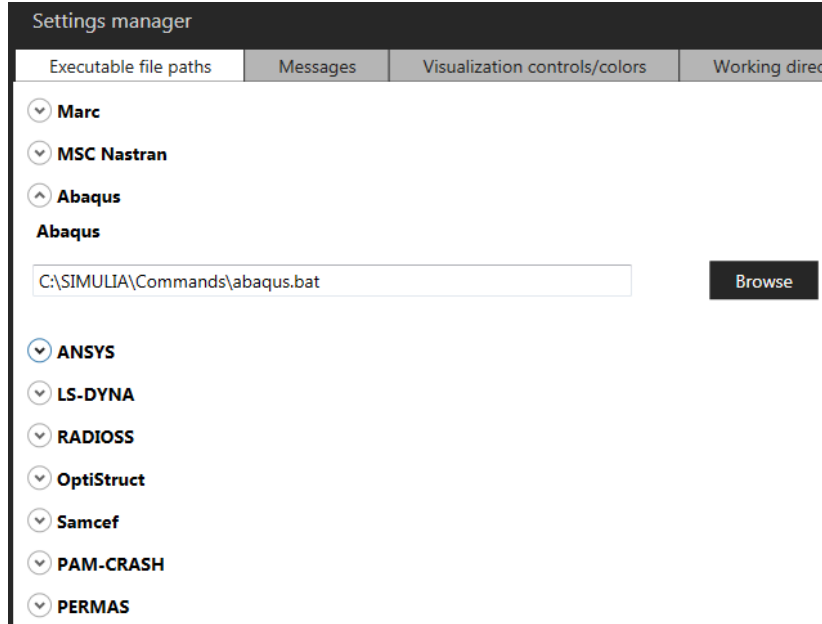 Settings manager
Executable file paths Messages Visualization controls/colors Working direc
Marc
MSC Nastran
Abaqus
Abaqus
C:\SIMULIA\Commands\abaqus.bat Browse
ANSYS
LS-DYNA
RADIOSS
OptiStruct
Samcef
PAM-CRASH
PERMAS